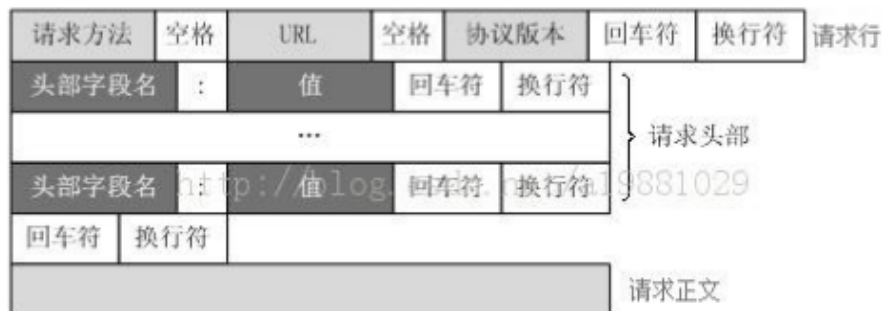 请求方法 空格 URL 空格 协议版本 回车符 换行符 请求行
头部字段名 : 值 回车符 换行符
… 请求头部
头部字段名 : 值 回车符 换行符
回车符 换行符
请求正文